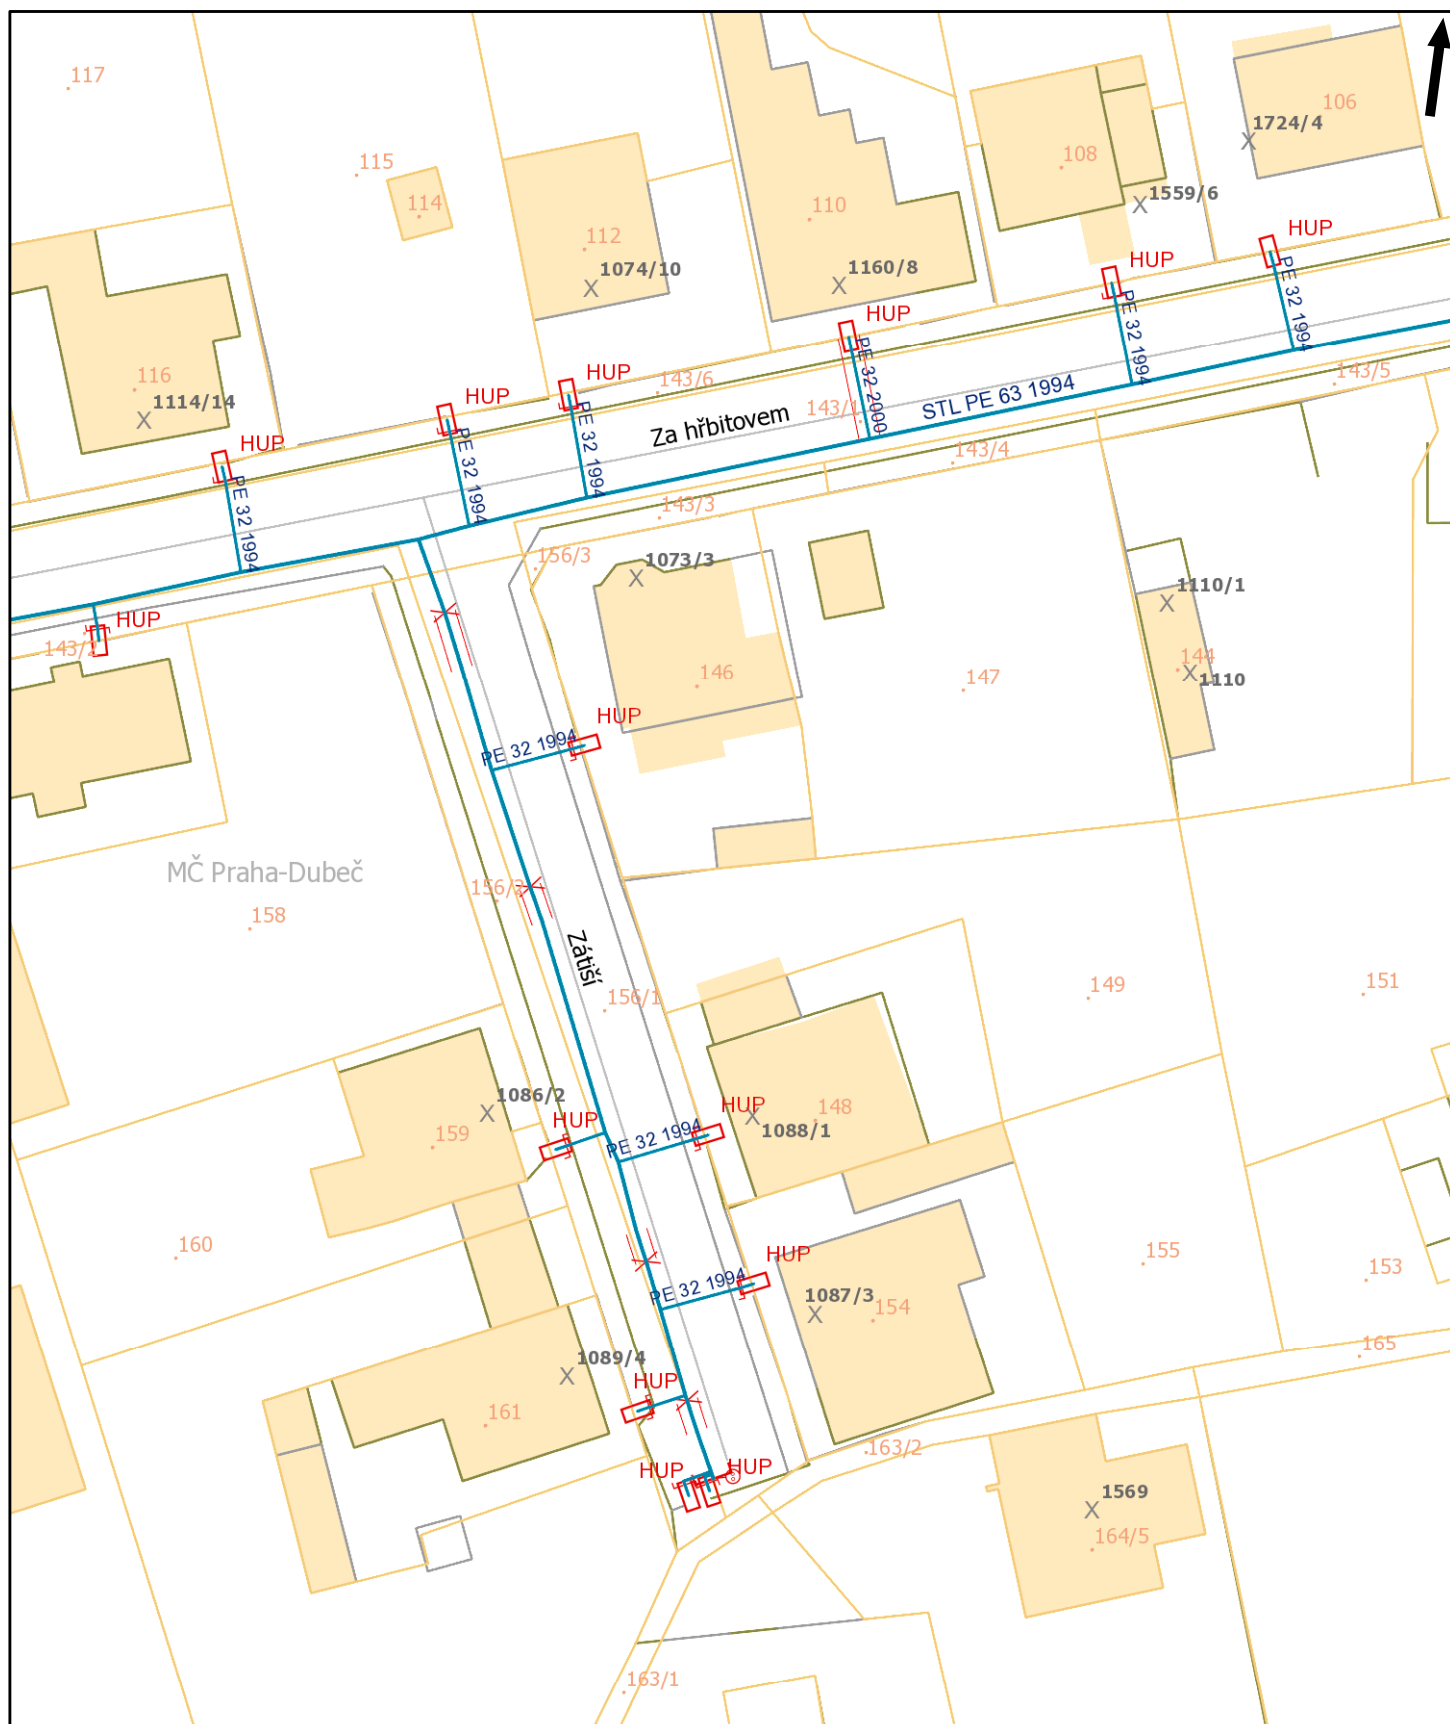 117
106
1724/4
115
108
1559/6
114
110
112
HUP
HUP
1074/10
1160/8
HUP
PE 32 1994
PE 32 1994
116
HUP
HUP
143/6
PE 32 2000
143/5
1114/14
HUP
143/1
STL PE 63 1994
HUP
PE 32 1994
PE 32 1994
Za hřbitovem
143/4
PE 32 1994
143/3
156/3
1073/3
1110/1
HUP
143/2
144
146
147
1110
HUP
PE 32 1994
MČ Praha-Dubeč
156/2
158
Zátiší
156/1
149
151
1086/2
HUP
HUP
148
1088/1
159
PE 32 1994
160
HUP
155
153
PE 32 1994
1087/3
154
165
1089/4
HUP
161
163/2
HUP
HUP
1569
164/5
163/1